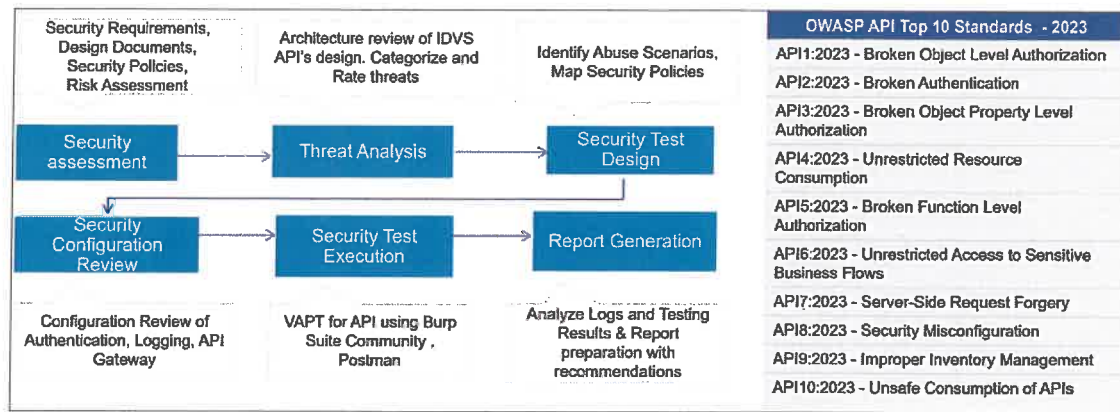 Security Requirements,
Design Documents,
Security Policies,
Risk Assessment
Architecture review of IDVS
API's design. Categorize and
Rate threats
Identify Abuse Scenarios,
Map Security Policies
Security
assessment
Threat Analysis
Security Test
Design
Security
Configuration
Review
Security Test
Execution
Report Generation
Configuration Review of
Authentication, Logging, API
Gateway
VAPT for API using Burp
Suite Community ,
Postman
Analyze Logs and Testing
Results & Report
preparation with
recommendations
OWASP API Top 10 Standards - 2023
API1:2023 - Broken Object Level Authorization
API2:2023 - Broken Authentication
API3:2023 - Broken Object Property Level
Authorization
API4:2023 - Unrestricted Resource
Consumption
API5:2023 - Broken Function Level
Authorization
API6:2023 - Unrestricted Access to Sensitive
Business Flows
API7:2023 - Server-Side Request Forgery
API8:2023 - Security Misconfiguration
API9:2023 - Improper Inventory Management
API10:2023 - Unsafe Consumption of APIs